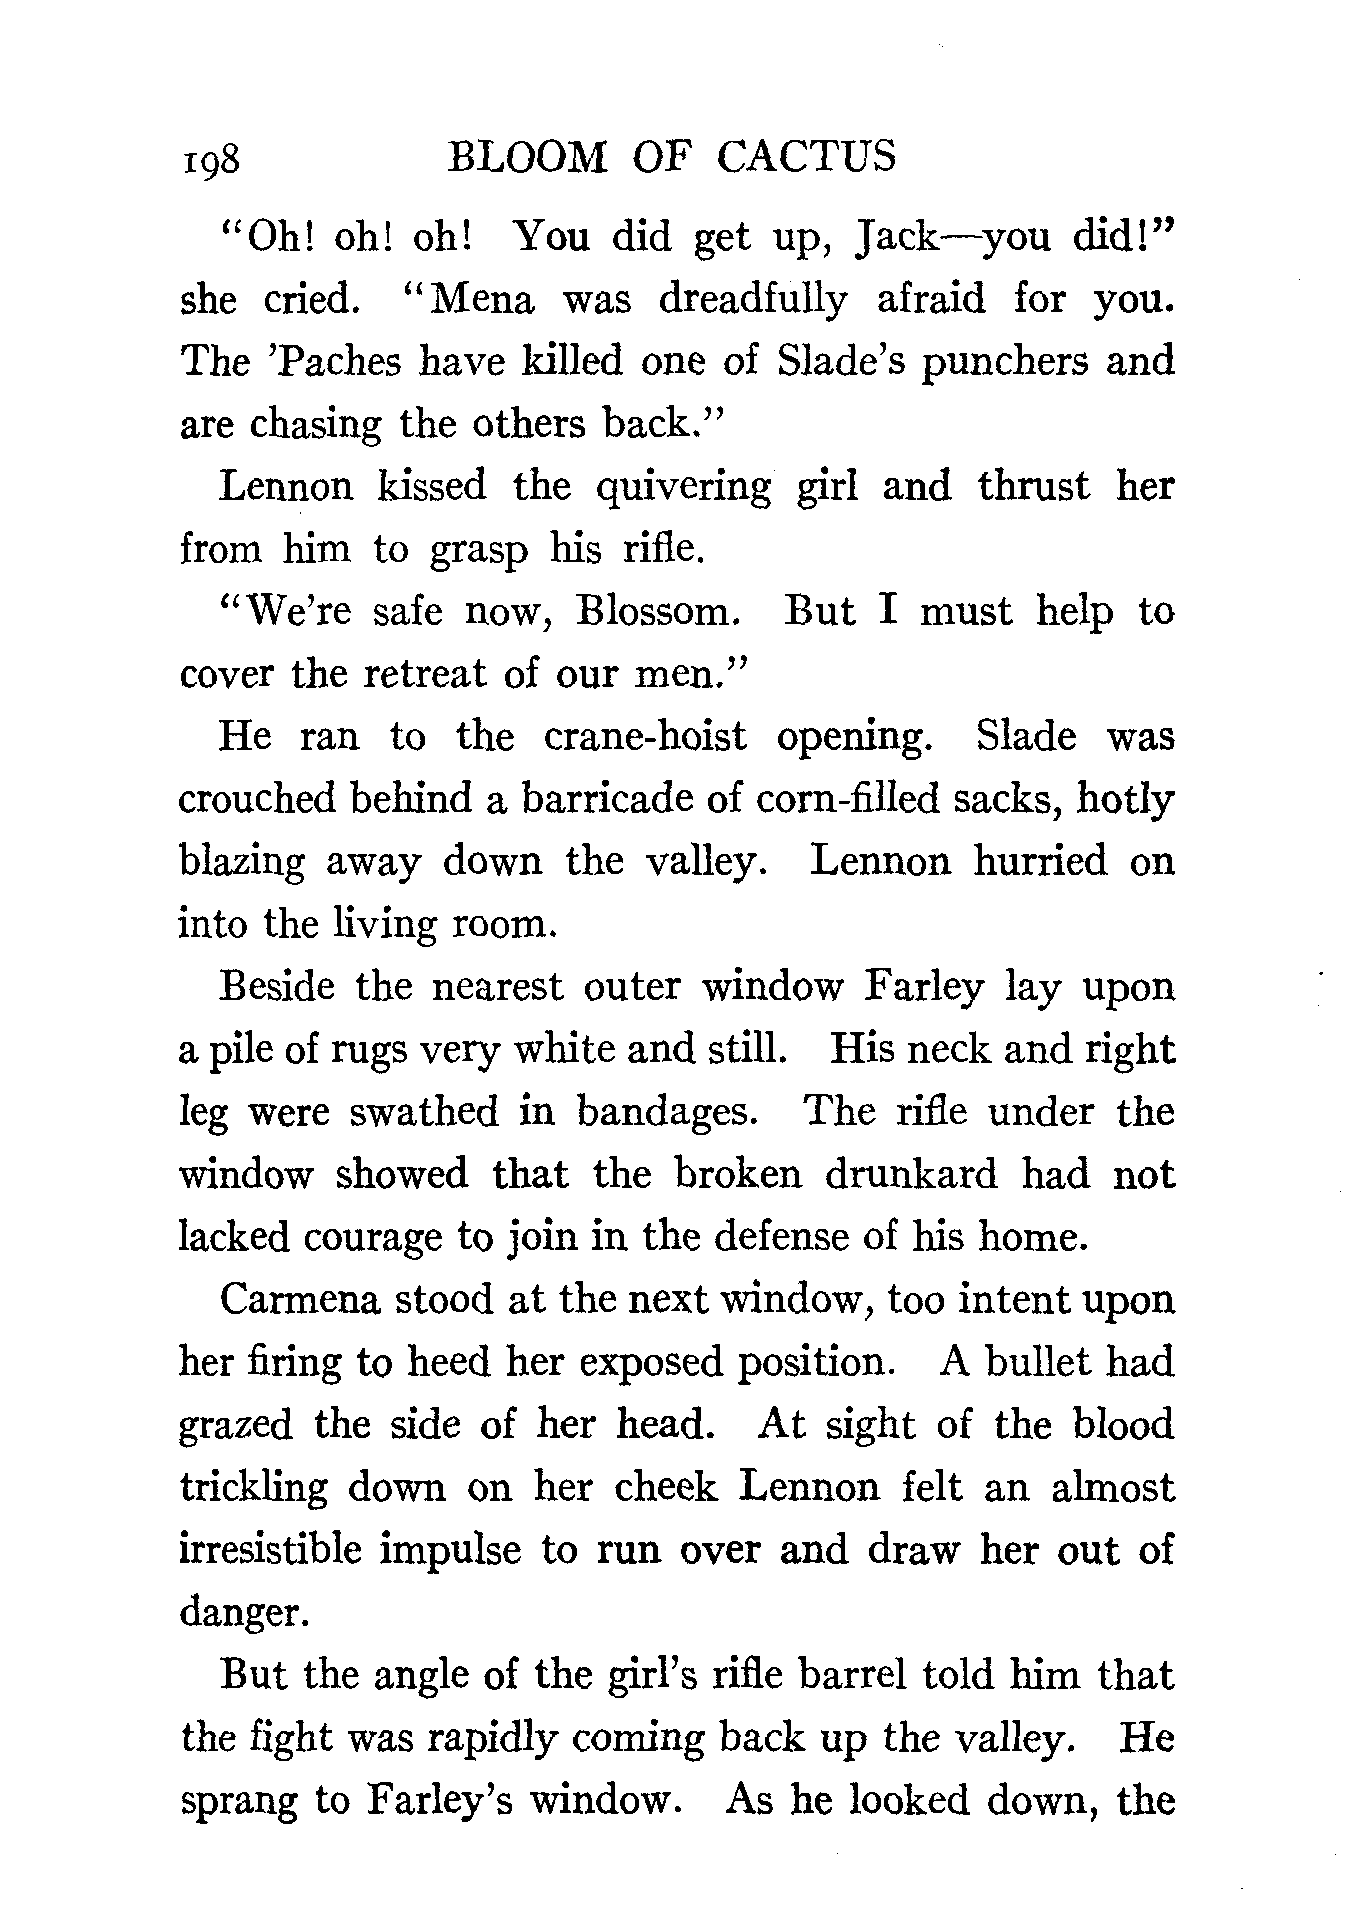 198 BLOOM OF CACTUS
“Oh! oh! oh! You did get up, Jack—you did!”
she cried. “Mena was dreadfully afraid for you.
The ’Paches have killed one of Slade’s punchers and
are chasing the others back.”
Lennon kissed the quivering girl and thrust her
from him to grasp his rifle.
“We’re safe now, Blossom. But I must help to
cover the retreat of our men.”
He ran to the crane-hoist opening. Slade was
crouched behind a barricade of corn-filled sacks, hotly
blazing away down the valley. Lennon hurried on
into the living room.
Beside the nearest outer window Farley lay upon
a pile of rugs very white and still. His neck and right
leg were swathed in bandages. The rifle under the
window showed that the broken drunkard had not
lacked courage to join in the defense of his home.
Carmena stood at the next window, too intent upon
her firing to heed her exposed position. A bullet had
grazed the side of her head. At sight of the blood
trickling down on her cheek Lennon felt an almost
irresistible impulse to run over and draw her out of
danger.
But the angle of the girl’s rifle barrel told him that
the fight was rapidly coming back up the valley. He
sprang to Farley’s window. As he looked down, the